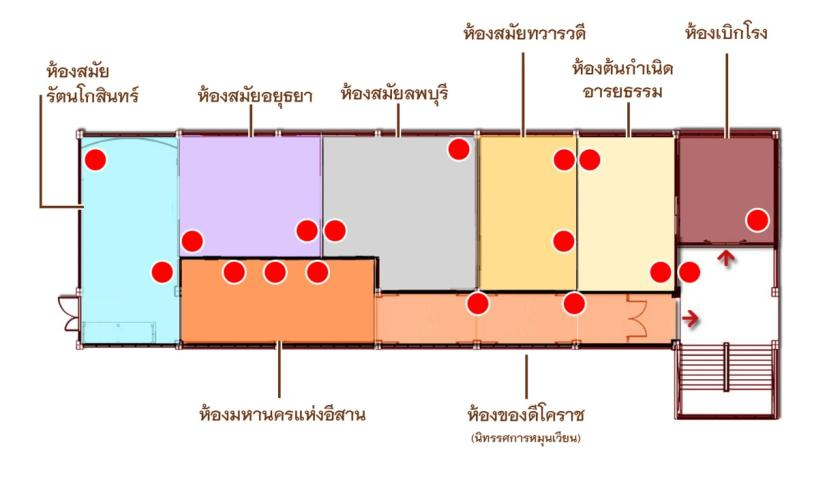 ห้องสมัยทวารวดี
ห้องเบิกโรง
ห้องสมัย
รัตนโกสินทร์
ห้องสมัยอยุธยา
ห้องสมัยลพบุรี
ห้องต้นกำเนิด
อารยธรรม
ห้องมหานครแห่งอีสาน
ห้องของดีโคราช
(นิทรรศการหมุนเวียน)